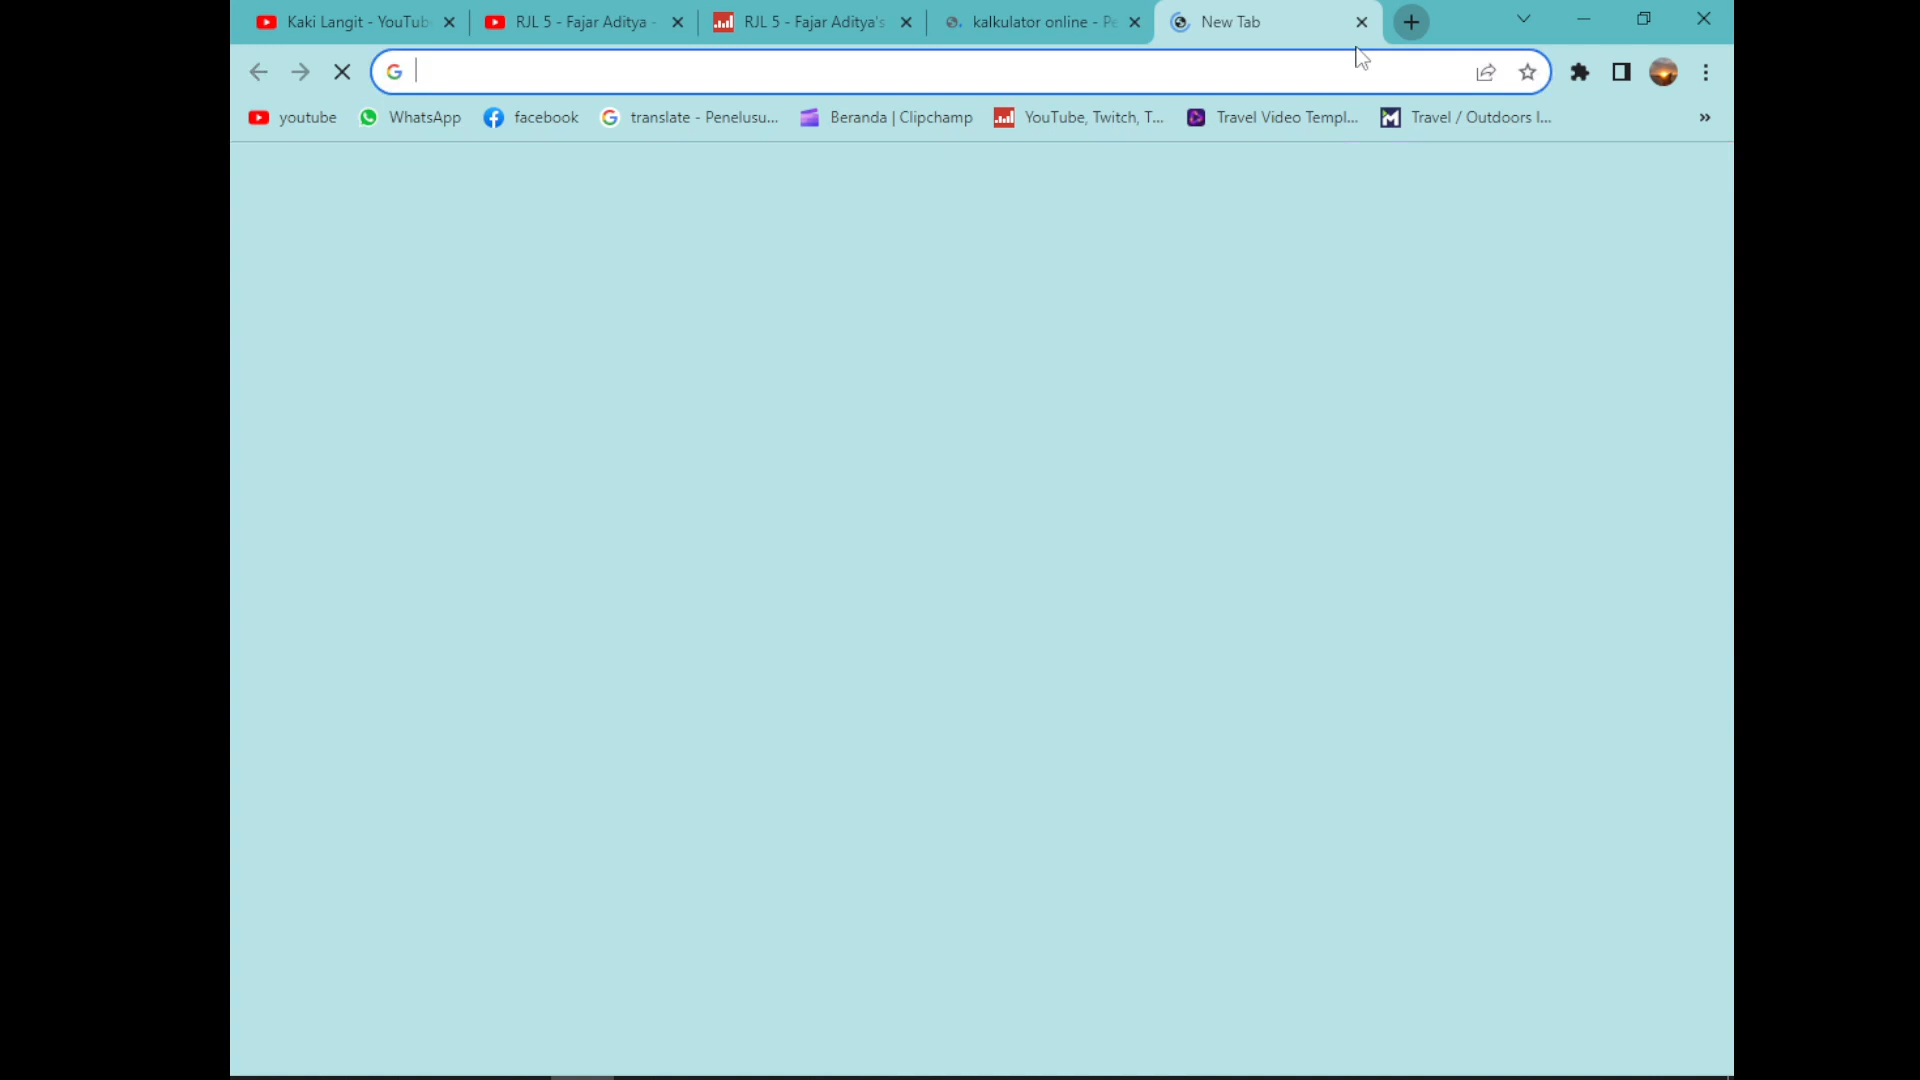 Kaki Langit - YouTub
RJL 5 - Fajar Aditya -
RJL 5 - Fajar Aditya's
kalkulator online - Pe
New Tab
youtube
WhatsApp
facebook
translate - Penelusu...
Beranda | Clipchamp
YouTube, Twitch, T...
Travel Video Templ...
Travel / Outdoors I...